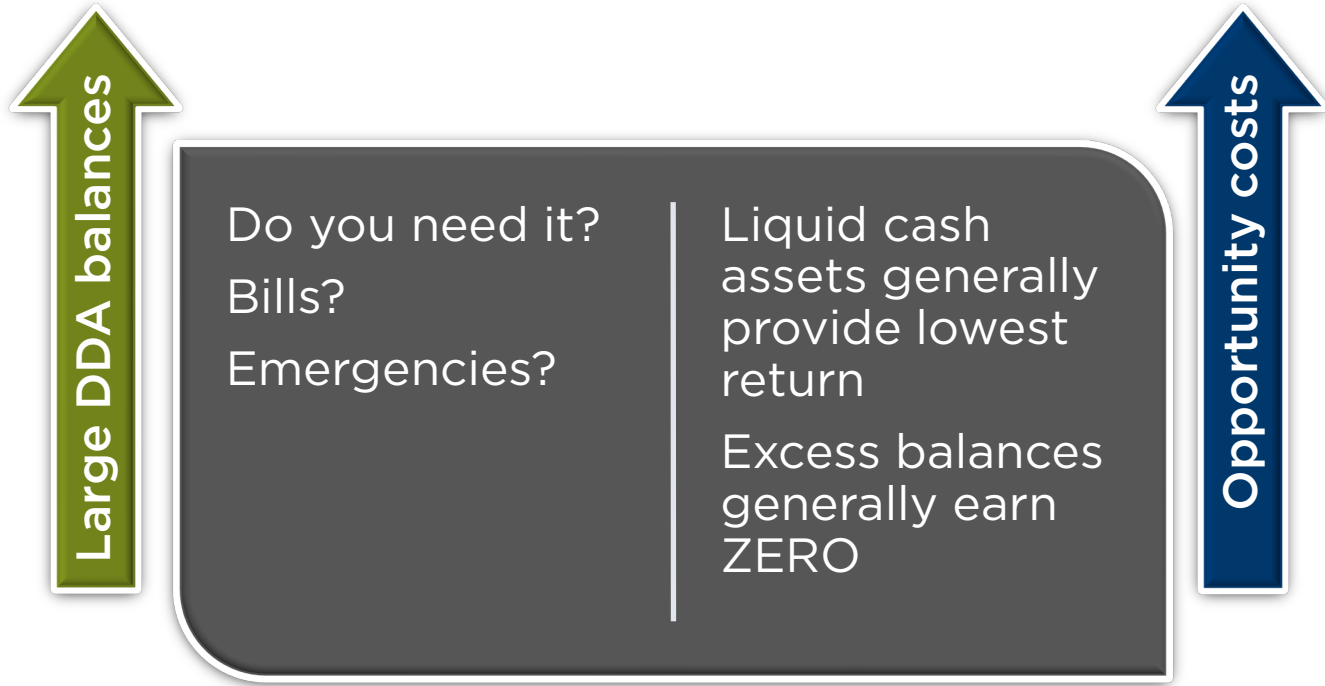 Large DDA balances
Do you need it?
Bills?
Emergencies?
Liquid cash
assets generally
provide lowest
return
Excess balances
generally earn
ZERO
Opportunity costs